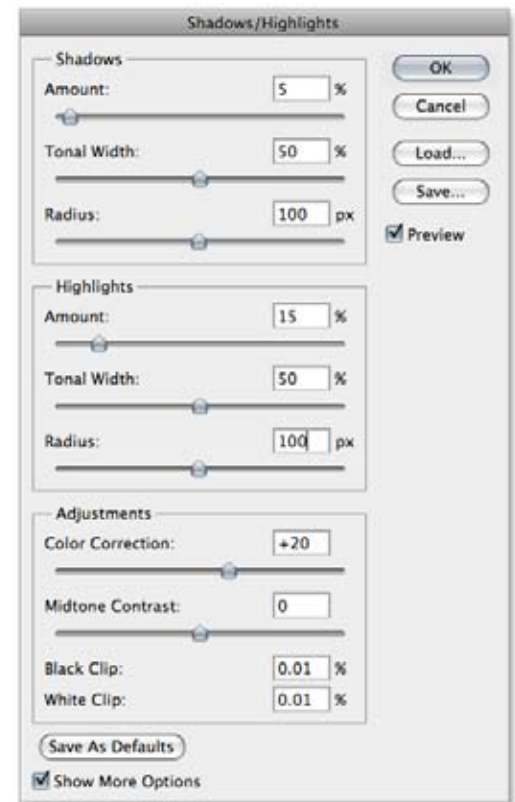 Shadows/Highlights
Shadows
Amount: 5 %
Tonal Width: 50 %
Radius: 100 px
Highlights
Amount: 15 %
Tonal Width: 50 %
Radius: 100 px
Adjustments
Color Correction: +20
Midtone Contrast: 0
Black Clip: 0.01 %
White Clip: 0.01 %
Save As Defaults
Show More Options
OK
Cancel
Load...
Save...
Preview